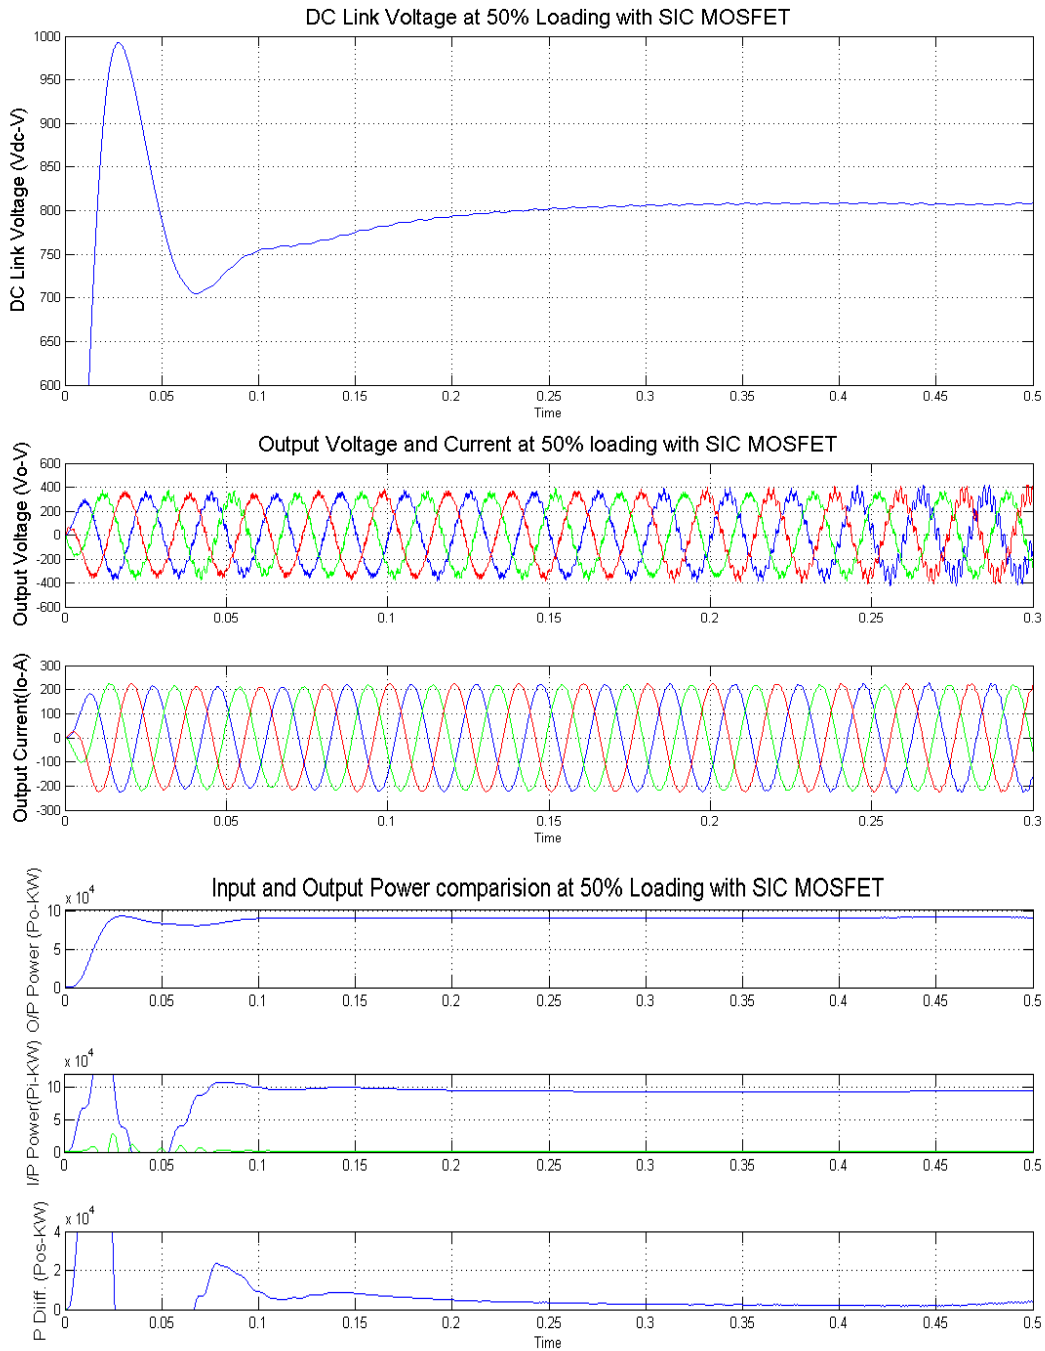 DC Link Voltage at 50% Loading with SIC MOSFET
DC Link Voltage (Vdc-V)
1000
950
900
850
800
750
700
650
600
0 0.05 0.1 0.15 0.2 0.25 0.3 0.35 0.4 0.45 0.5
Time
Output Voltage and Current at 50% loading with SIC MOSFET
Output Voltage (Vo-V)
600
400
200
0
-200
-400
-600
0 0.05 0.1 0.15 0.2 0.25 0.3
Output Current(Io-A)
300
200
100
0
-100
-200
-300
0 0.05 0.1 0.15 0.2 0.25 0.3
Time
Input and Output Power comparision at 50% Loading with SIC MOSFET
O/P Power (Po-KW)
x 10^4
10
5
0
0 0.05 0.1 0.15 0.2 0.25 0.3 0.35 0.4 0.45 0.5
I/P Power(Pi-KW)
x 10^4
10
5
0
0 0.05 0.1 0.15 0.2 0.25 0.3 0.35 0.4 0.45 0.5
P Diff. (Pos-KW)
x 10^4
4
2
0
0 0.05 0.1 0.15 0.2 0.25 0.3 0.35 0.4 0.45 0.5
Time